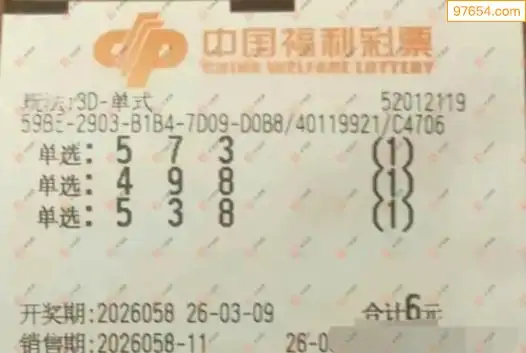 97654.com
中国福利彩票
CHINA WELFARE LOTTERY
玩法:3D-单式 52012119
59BE-2903-B1B4-7D09-D0B8/40119921/C4706
单选: 5 7 3 (1)
单选: 4 9 8 (1)
单选: 5 3 8 (1)
开奖期:2026058 26-03-09 合计6元
销售期:2026058-11 26-0